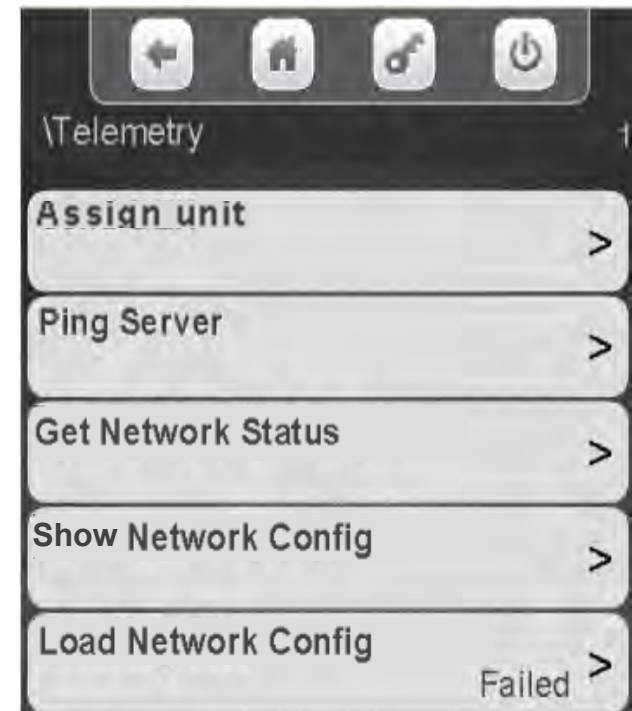 \Telemetry
Assign unit
>
Ping Server
>
Get Network Status
>
Show Network Config
>
Load Network Config
Failed >